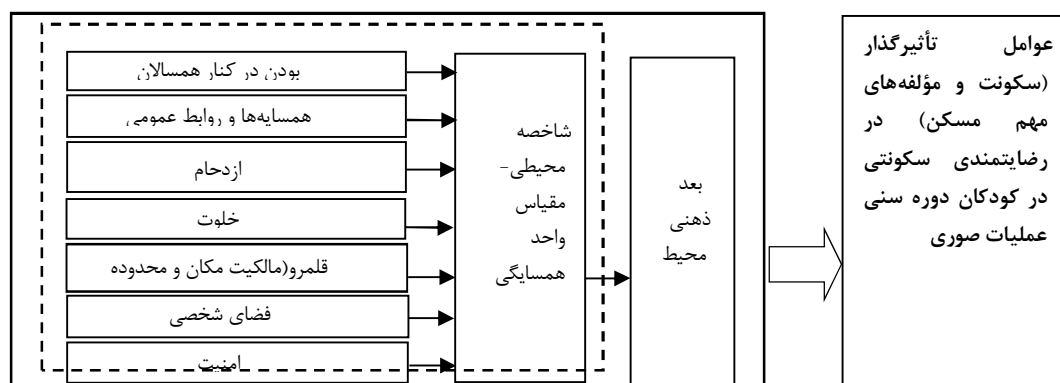 بودن در کنار همسالان
همسایه‌ها و روابط عمومی
ازدحام
خلوت
قلمرو(مالکیت مکان و محدوده
فضای شخصی
امنیت
شاخصه
محیطی-
مقیاس
واحد
همسایگی
بعد
ذهنی
محیط
عوامل تأثیرگذار
(سکونت و مؤلفه‌های
مهم مسکن) در
رضایتمندی سکونتی
در کودکان دوره سنی
عملیات صوری